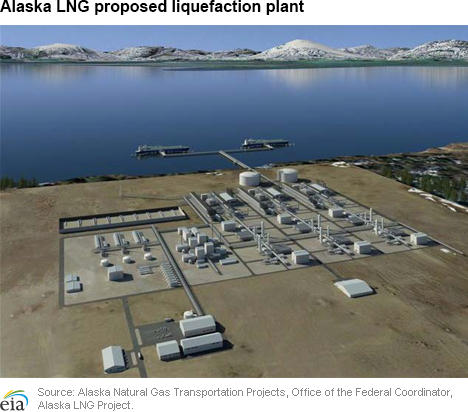 Alaska LNG proposed liquefaction plant
eia
Source: Alaska Natural Gas Transportation Projects, Office of the Federal Coordinator,
Alaska LNG Project.